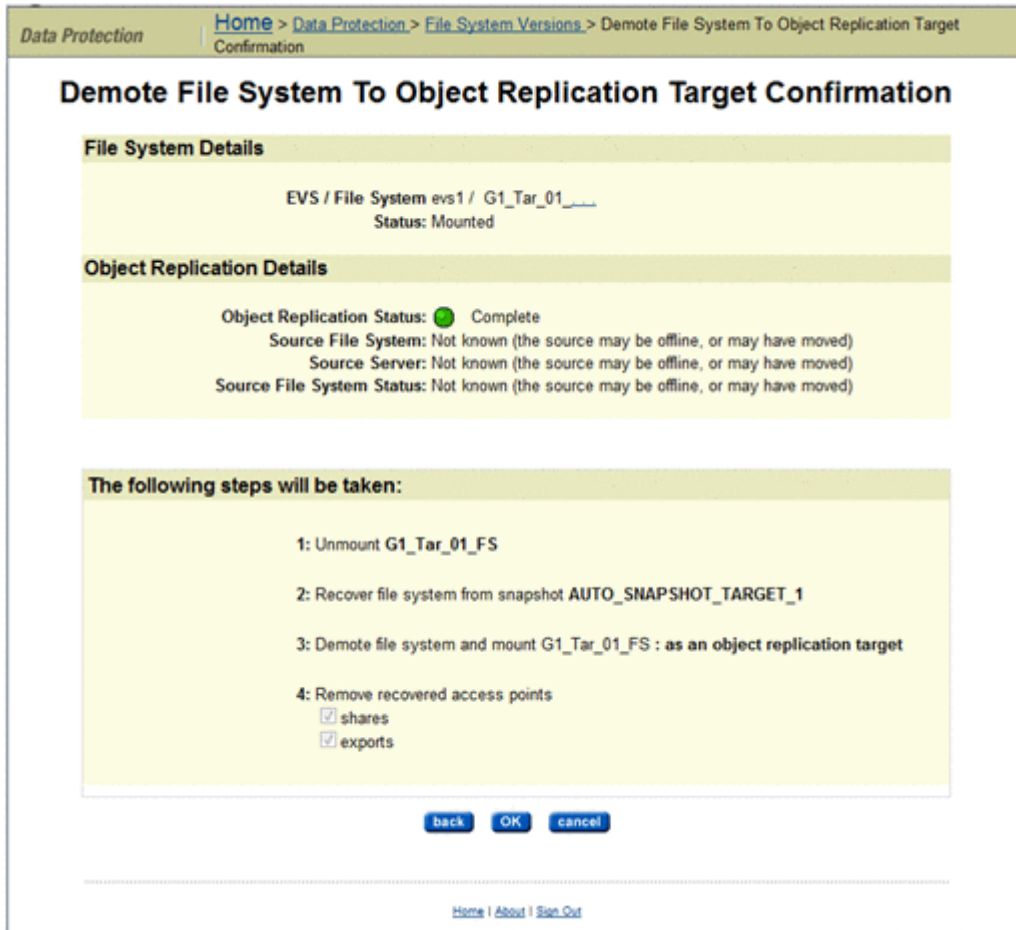 Data Protection
Home > Data Protection > File System Versions > Demote File System To Object Replication Target
Confirmation
Demote File System To Object Replication Target Confirmation
File System Details
EVS / File System evs1 / G1_Tar_01_...
Status: Mounted
Object Replication Details
Object Replication Status: Complete
Source File System: Not known (the source may be offline, or may have moved)
Source Server: Not known (the source may be offline, or may have moved)
Source File System Status: Not known (the source may be offline, or may have moved)
The following steps will be taken:
1: Unmount G1_Tar_01_FS
2: Recover file system from snapshot AUTO_SNAPSHOT_TARGET_1
3: Demote file system and mount G1_Tar_01_FS : as an object replication target
4: Remove recovered access points
shares
exports
back OK cancel
Home | About | Sign Out